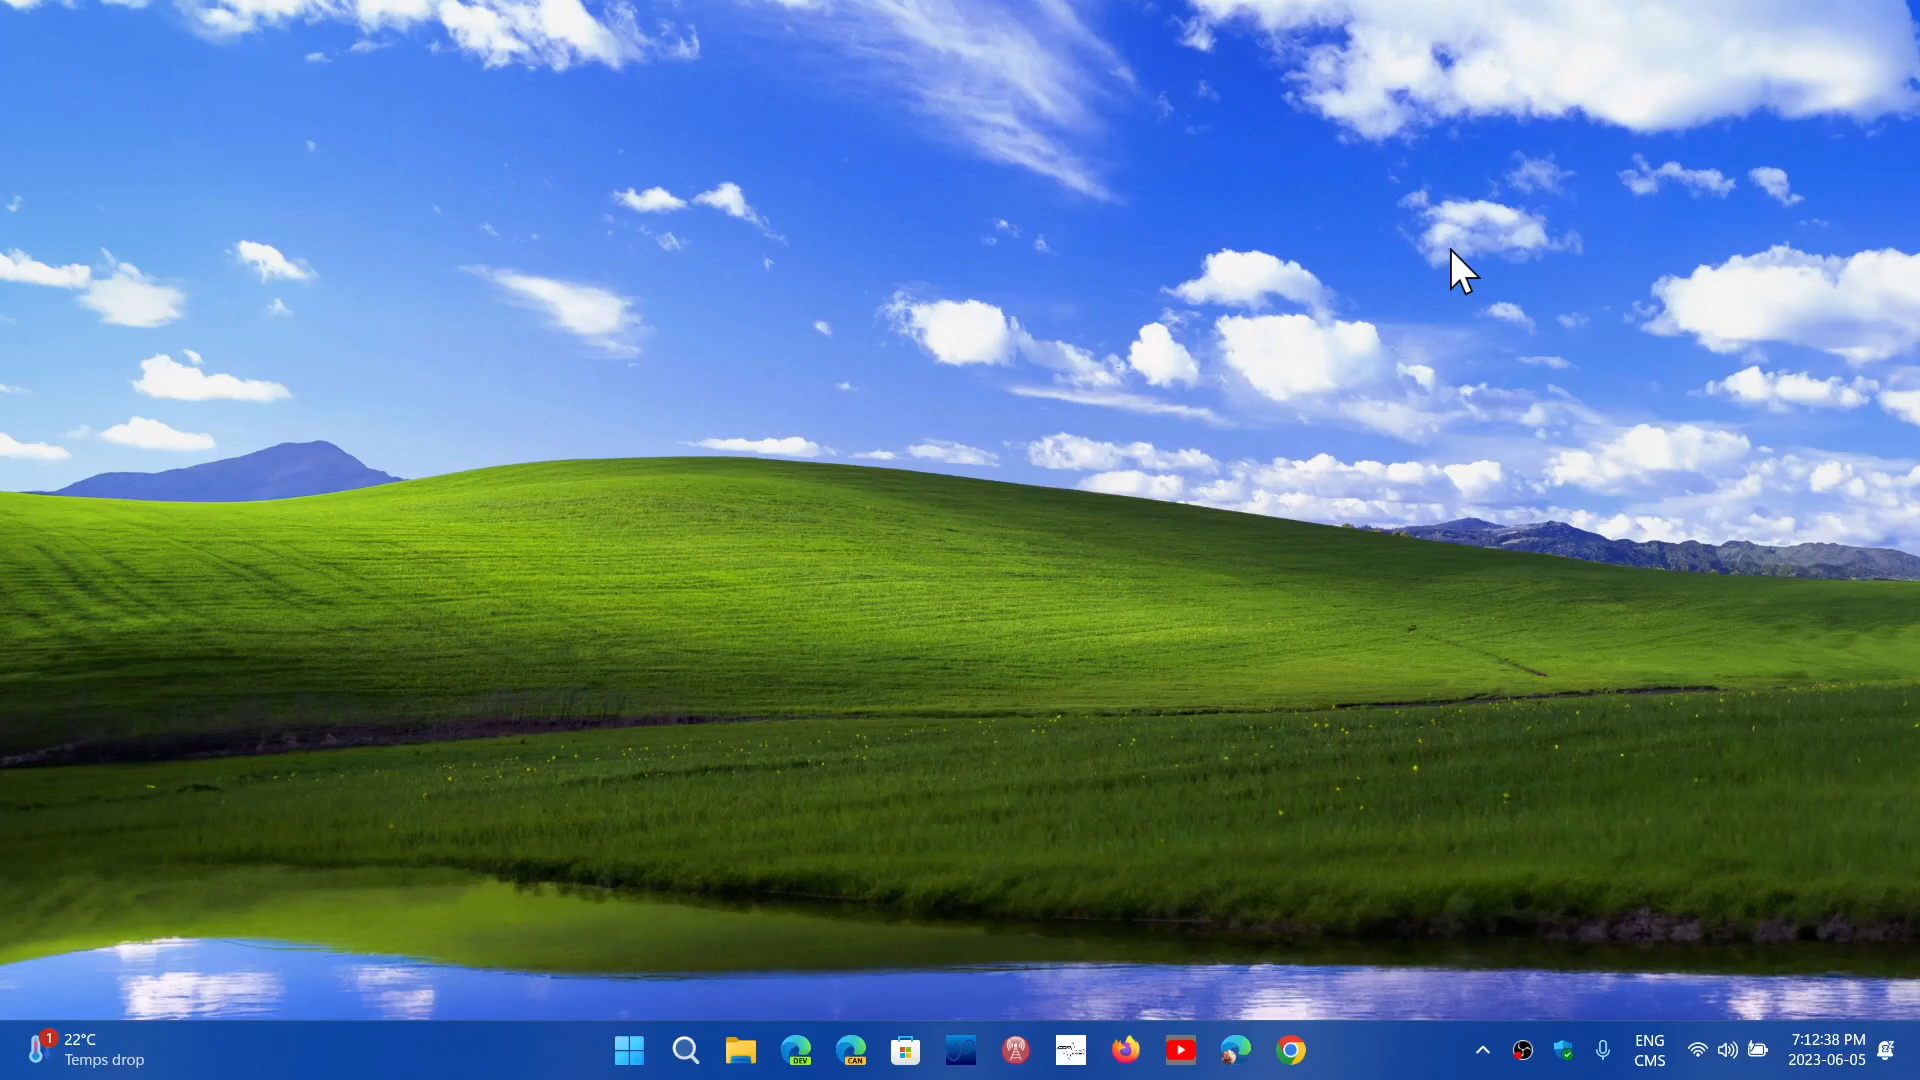 1
22°C
Temps drop
DEV
CAN
ENG
CMS
7:12:38 PM
2023-06-05